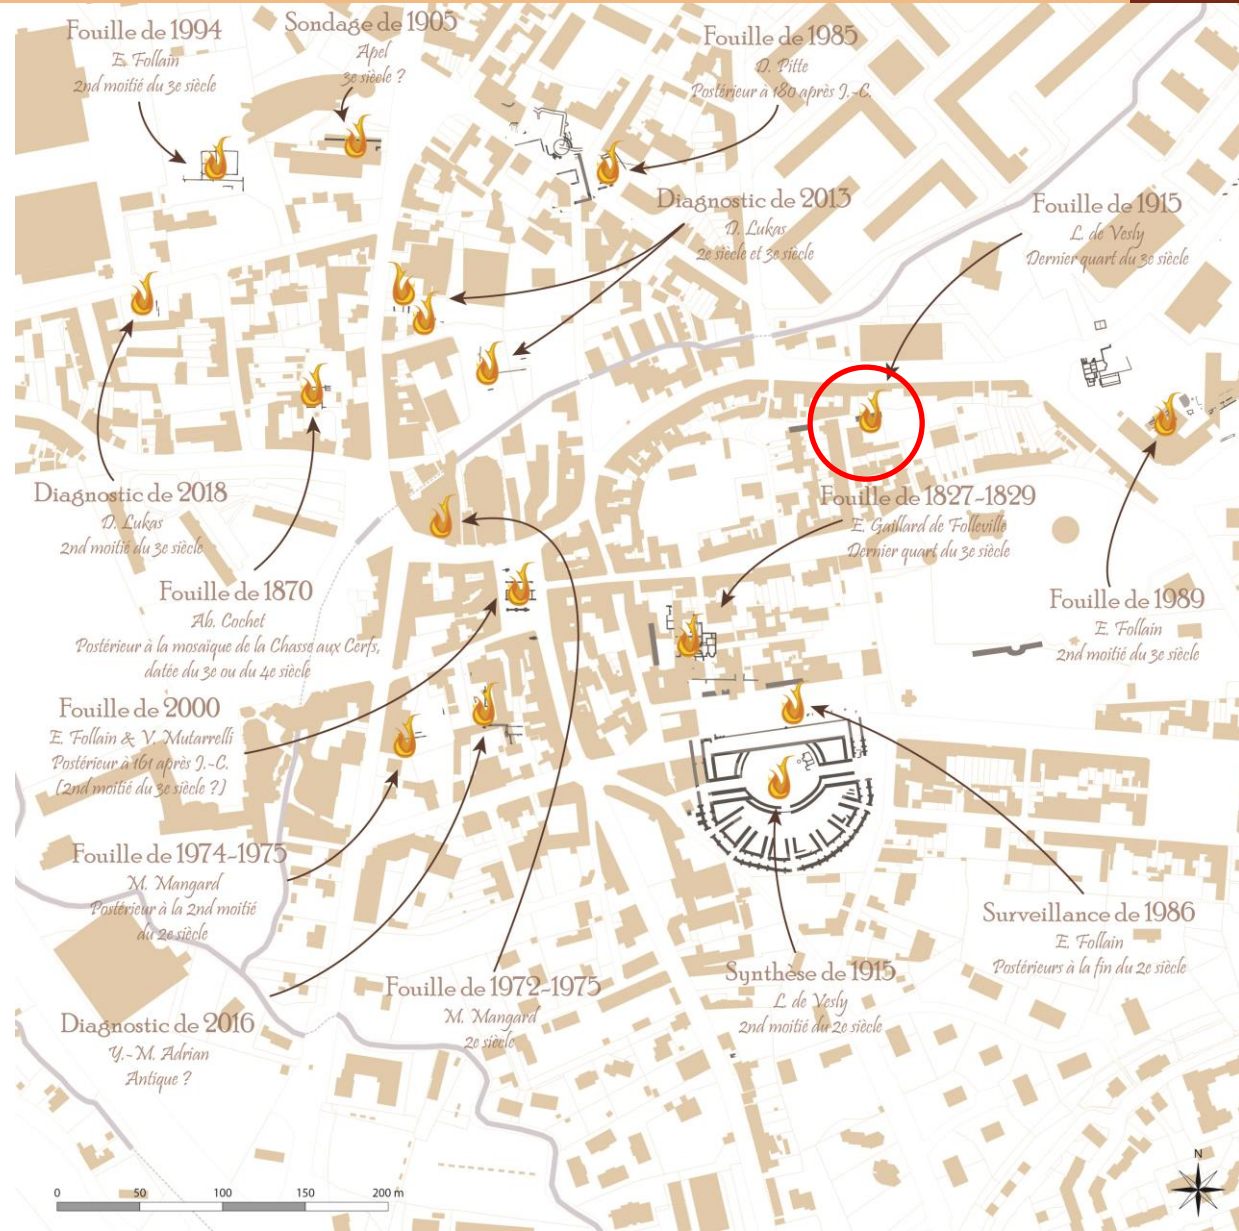 Fouille de 1994
E. Follain
2nd moitié du 3e siècle
Sondage de 1905
Apel
3e siècle ?
Fouille de 1985
D. Pitte
Postérieur à 180 après J.-C.
Diagnostic de 2013
D. Lukas
2e siècle et 3e siècle
Fouille de 1915
L. de Vesly
Dernier quart du 3e siècle
Diagnostic de 2018
D. Lukas
2nd moitié du 3e siècle
Fouille de 1827-1829
E. Gaillard de Folleville
Dernier quart du 3e siècle
Fouille de 1870
Ab. Cochet
Postérieur à la mosaïque de la Chasse aux Cerfs,
datée du 3e ou du 4e siècle
Fouille de 1989
E. Follain
2nd moitié du 3e siècle
Fouille de 2000
E. Follain & V. Mutarrelli
Postérieur à 161 après J.-C.
(2nd moitié du 3e siècle ?)
Fouille de 1974-1975
M. Mangard
Postérieur à la 2nd moitié
du 2e siècle
Surveillance de 1986
E. Follain
Postérieurs à la fin du 2e siècle
Synthèse de 1915
L. de Vesly
2nd moitié du 2e siècle
Fouille de 1972-1975
M. Mangard
2e siècle
Diagnostic de 2016
Y.-M. Adrian
Antique ?
N
0 50 100 150 200 m